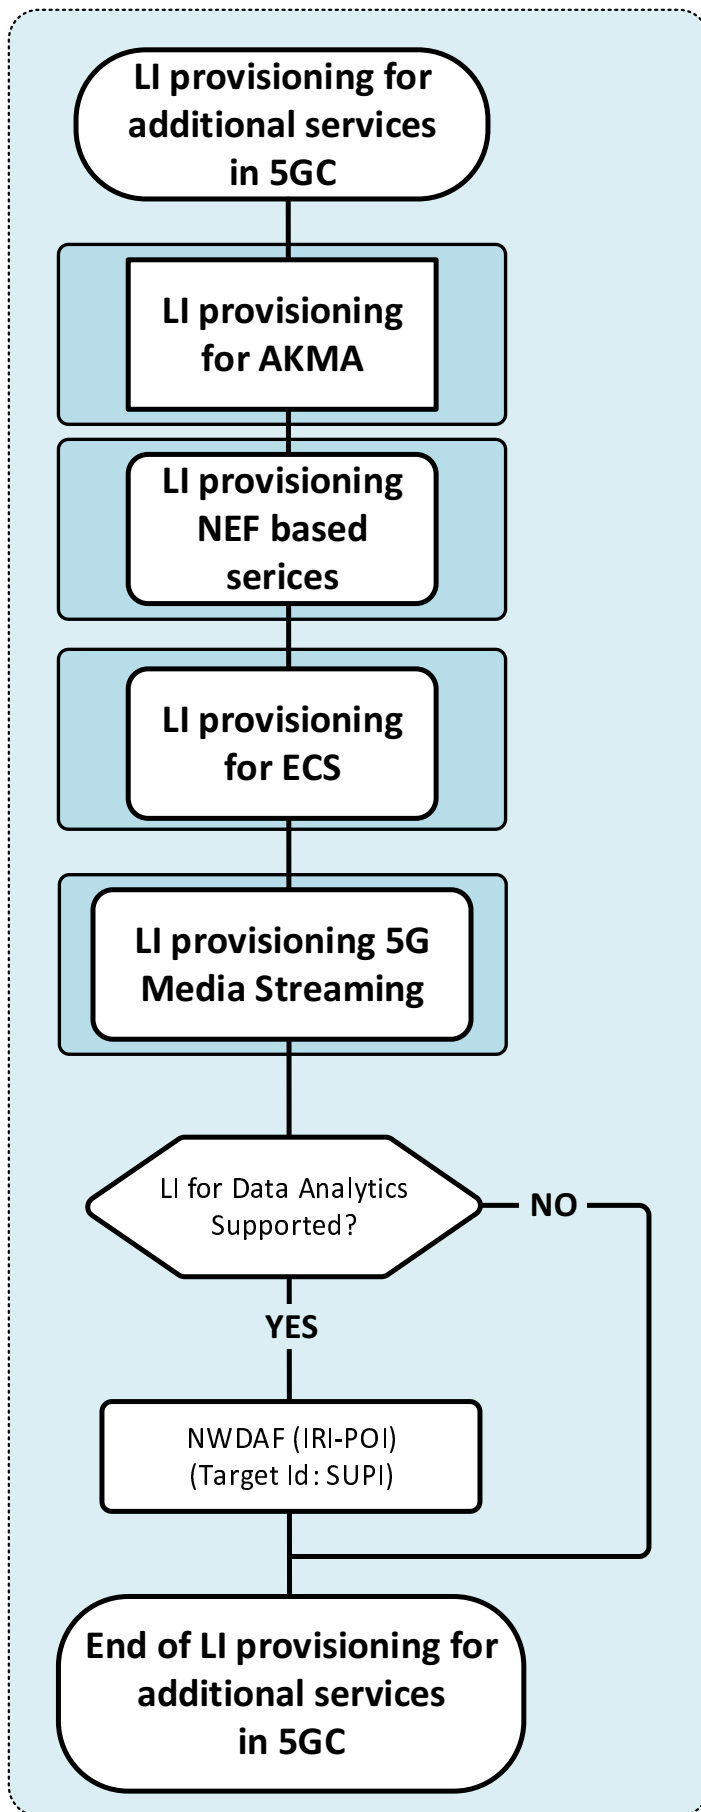 LI provisioning for
additional services
in 5GC
LI provisioning
for AKMA
LI provisioning
NEF based
serices
LI provisioning
for ECS
LI provisioning 5G
Media Streaming
LI for Data Analytics
Supported?
NO
YES
NWDAF (IRI-POI)
(Target Id: SUPI)
End of LI provisioning for
additional services
in 5GC